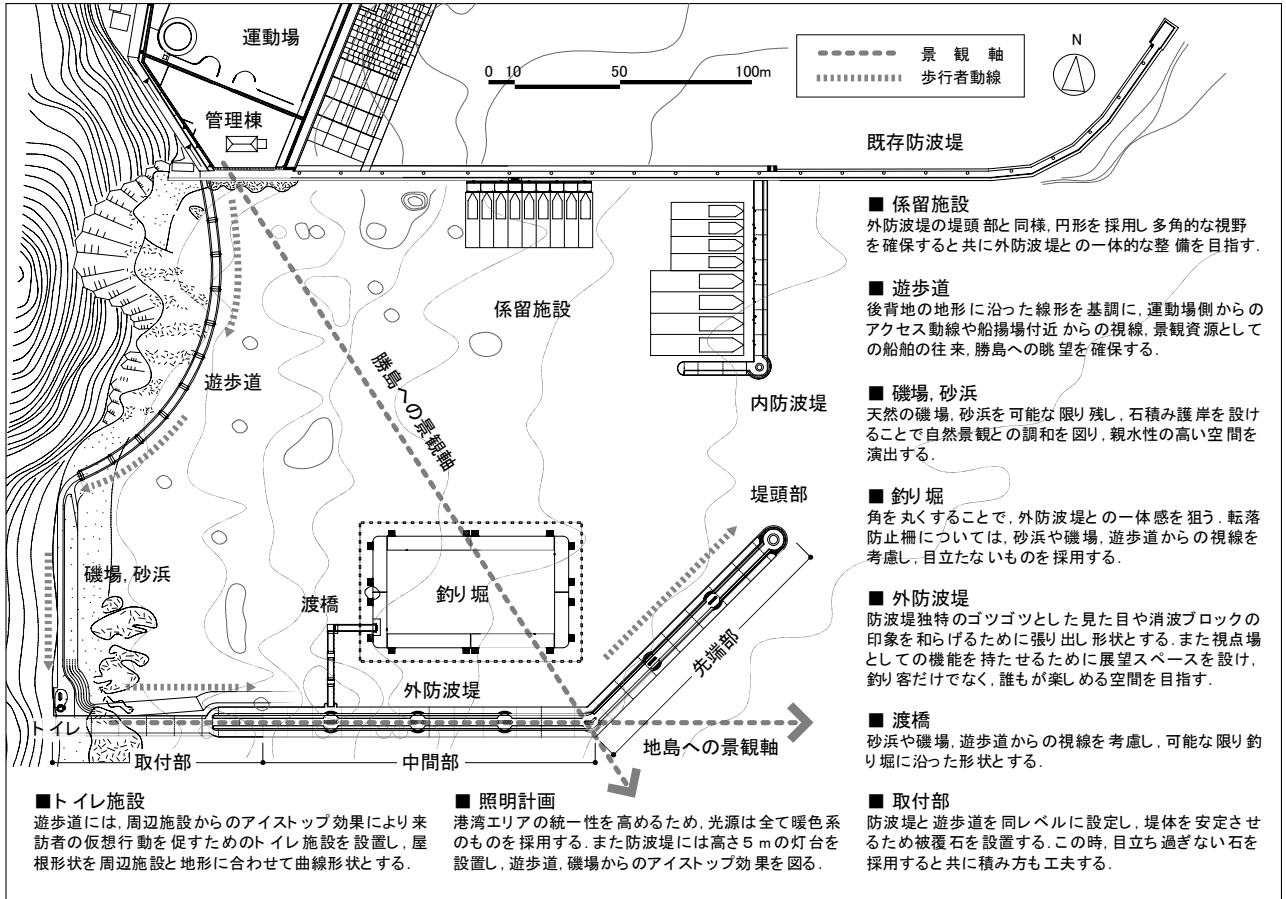 運動場
0 10 50 100m
景 観 軸
歩行者動線
N
管理棟
既存防波堤
係留施設
遊歩道
勝島への景観軸
内防波堤
堤頭部
磯場, 砂浜
渡橋
釣り堀
先端部
外防波堤
トイレ
地島への景観軸
取付部
中間部
■ 係留施設
外防波堤の堤頭部と同様, 円形を採用し多角的な視野
を確保すると共に外防波堤との一体的な整備を目指す.
■ 遊歩道
後背地の地形に沿った線形を基調に, 運動場側からの
アクセス動線や船揚場付近からの視線, 景観資源として
の船舶の往来, 勝島への眺望を確保する.
■ 磯場, 砂浜
天然の磯場, 砂浜を可能な限り残し, 石積み護岸を設け
ることで自然景観との調和を図り, 親水性の高い空間を
演出する.
■ 釣り堀
角を丸くすることで, 外防波堤との一体感を狙う. 転落
防止柵については, 砂浜や磯場, 遊歩道からの視線を
考慮し, 目立たないものを採用する.
■ 外防波堤
防波堤独特のゴツゴツとした見た目や消波ブロックの
印象を和らげるために張り出し形状とする. また視点場
としての機能を持たせるために展望スペースを設け,
釣り客だけでなく, 誰もが楽しめる空間を目指す.
■ 渡橋
砂浜や磯場, 遊歩道からの視線を考慮し, 可能な限り釣
り堀に沿った形状とする.
■ 取付部
防波堤と遊歩道を同レベルに設定し, 堤体を安定させ
るため被覆石を設置する. この時, 目立ち過ぎない石を
採用すると共に積み方も工夫する.
■トイレ施設
遊歩道には, 周辺施設からのアイストップ効果により来
訪者の仮想行動を促すためのトイレ施設を設置し, 屋
根形状を周辺施設と地形に合わせて曲線形状とする.
■ 照明計画
港湾エリアの統一性を高めるため, 光源は全て暖色系
のものを採用する. また防波堤には高さ5 mの灯台を
設置し, 遊歩道, 磯場からのアイストップ効果を図る.